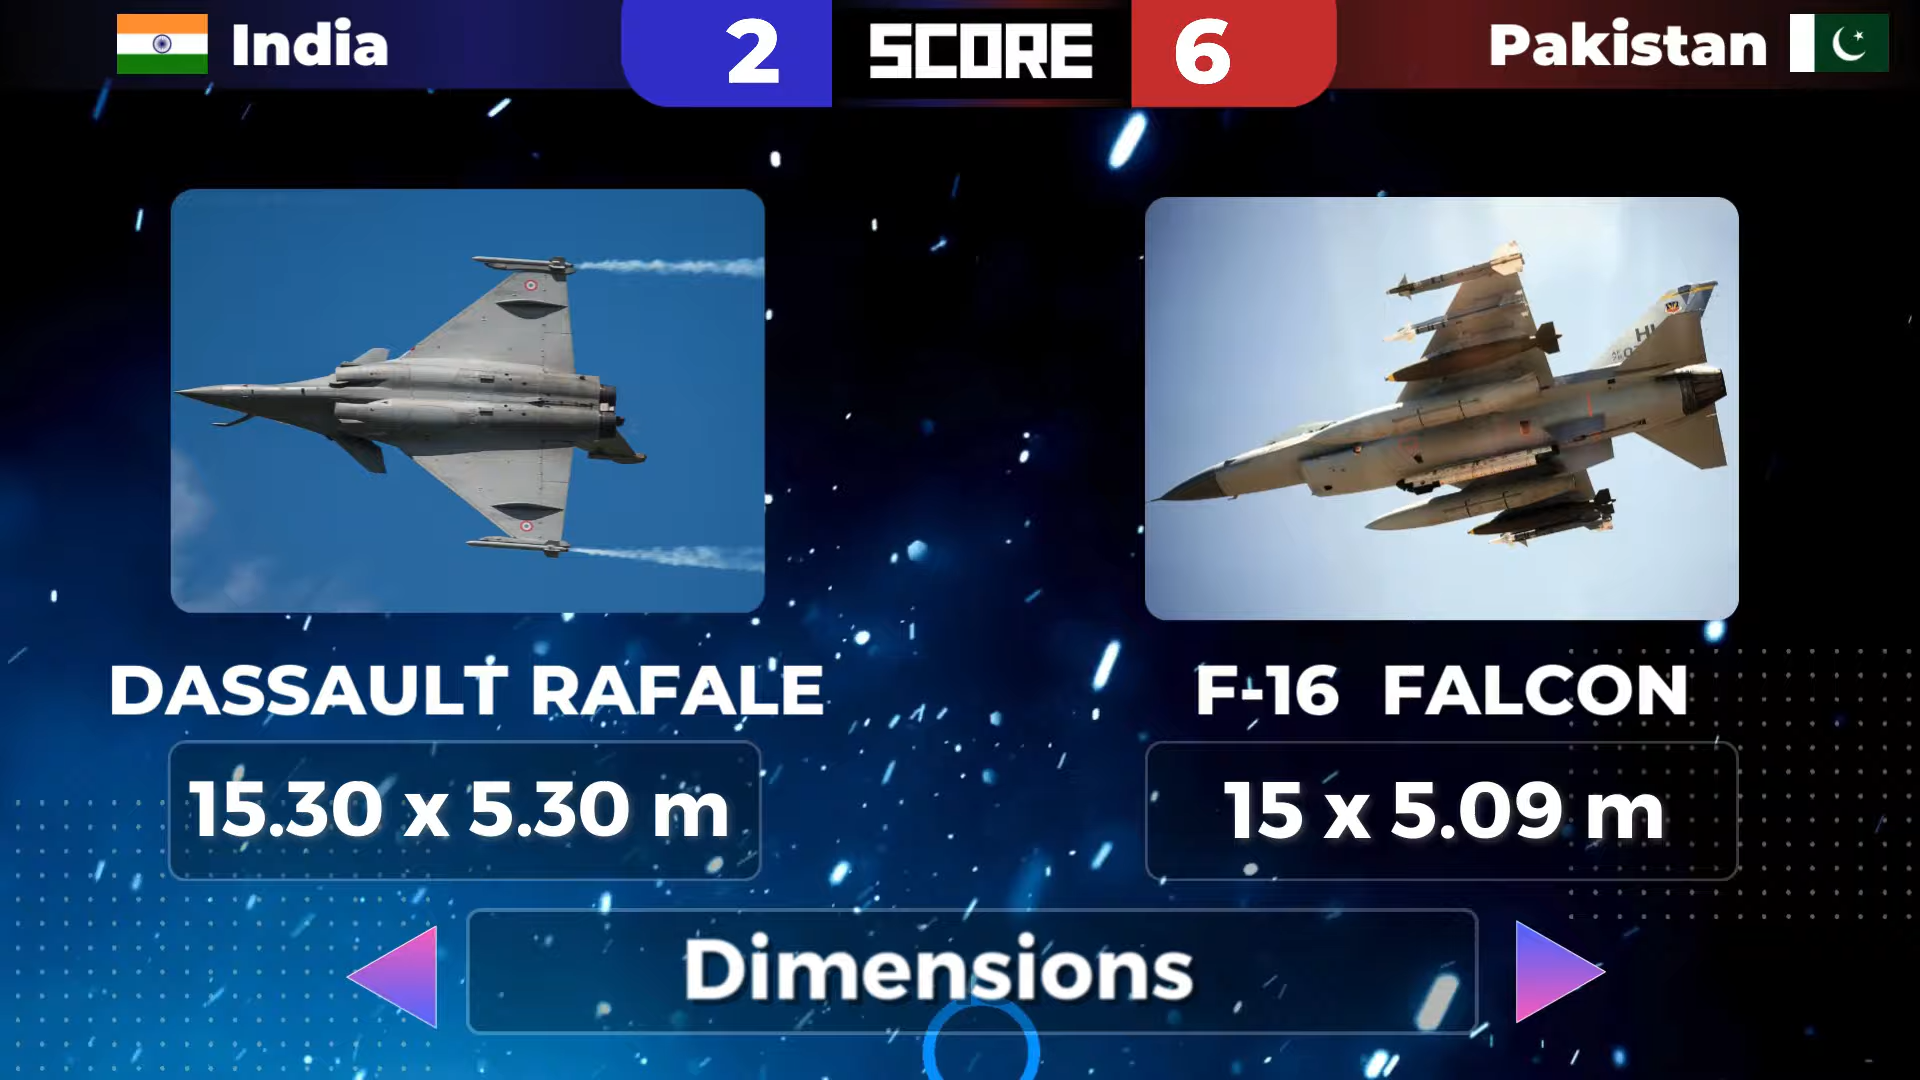 India
2
SCORE
6
Pakistan
DASSAULT RAFALE
F-16 FALCON
15.30 x 5.30 m
15 x 5.09 m
Dimensions